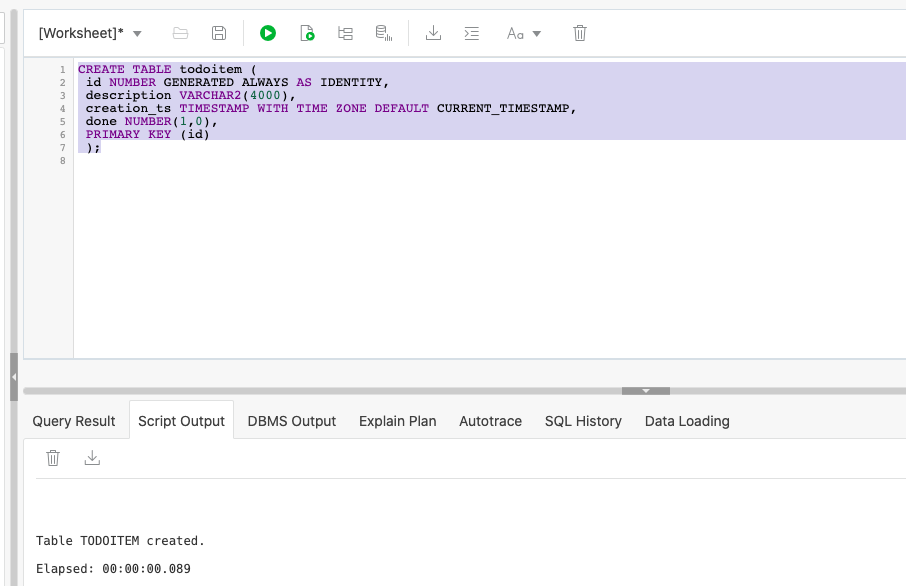 [Worksheet]*
Aa
1 CREATE TABLE todoitem (
2 id NUMBER GENERATED ALWAYS AS IDENTITY,
3 description VARCHAR2(4000),
4 creation_ts TIMESTAMP WITH TIME ZONE DEFAULT CURRENT_TIMESTAMP,
5 done NUMBER(1,0),
6 PRIMARY KEY (id)
7 );
8
Query Result Script Output DBMS Output Explain Plan Autotrace SQL History Data Loading
Table TODOITEM created.
Elapsed: 00:00:00.089